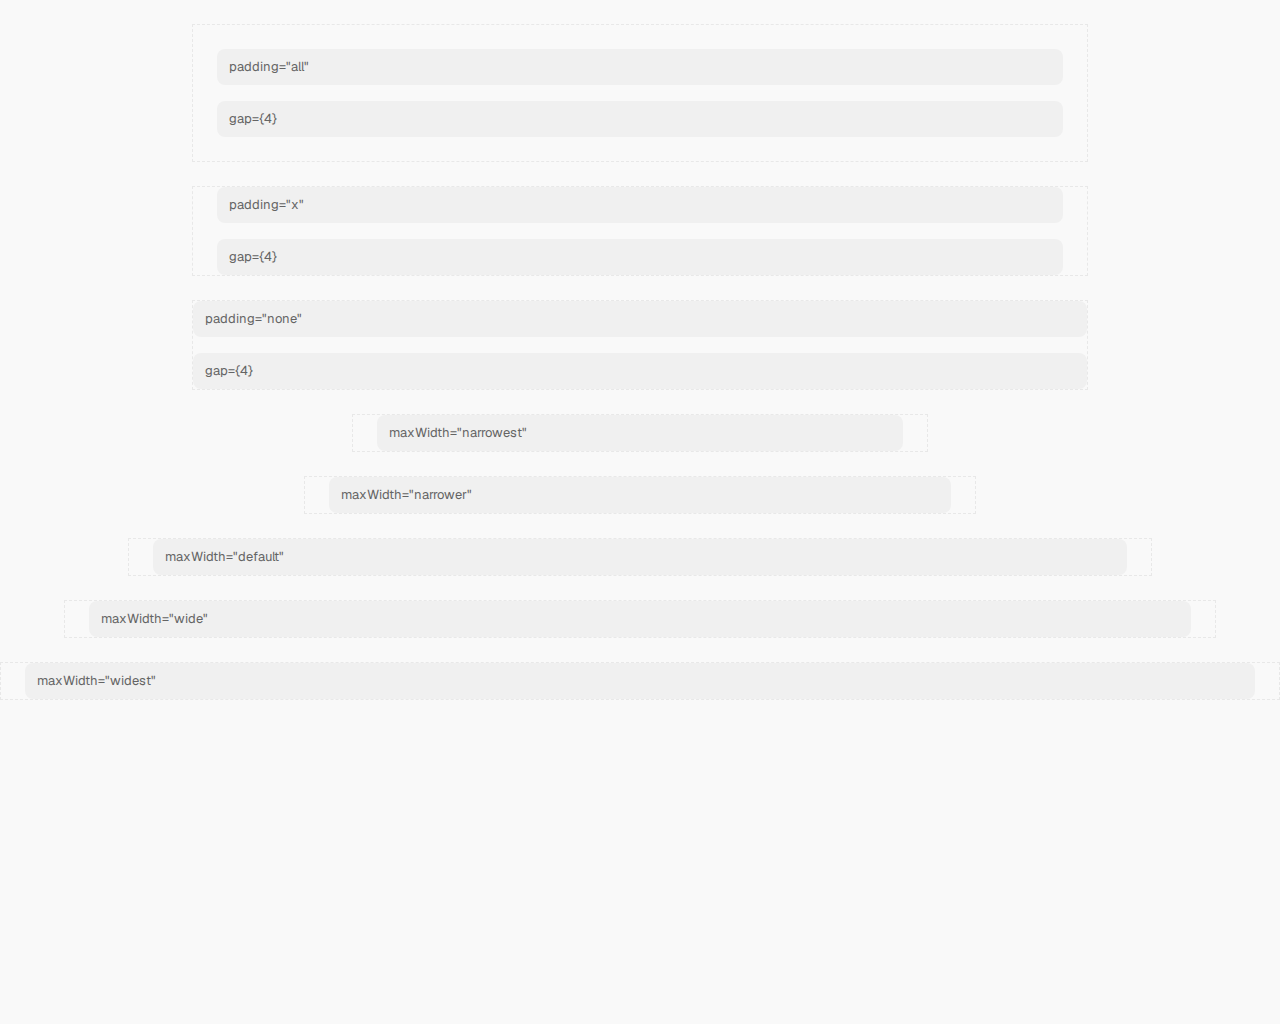 padding="all"
gap={4}
padding="x"
gap={4}
padding="none"
gap={4}
maxWidth="narrowest"
maxWidth="narrower"
maxWidth="default"
maxWidth="wide"
maxWidth="widest"